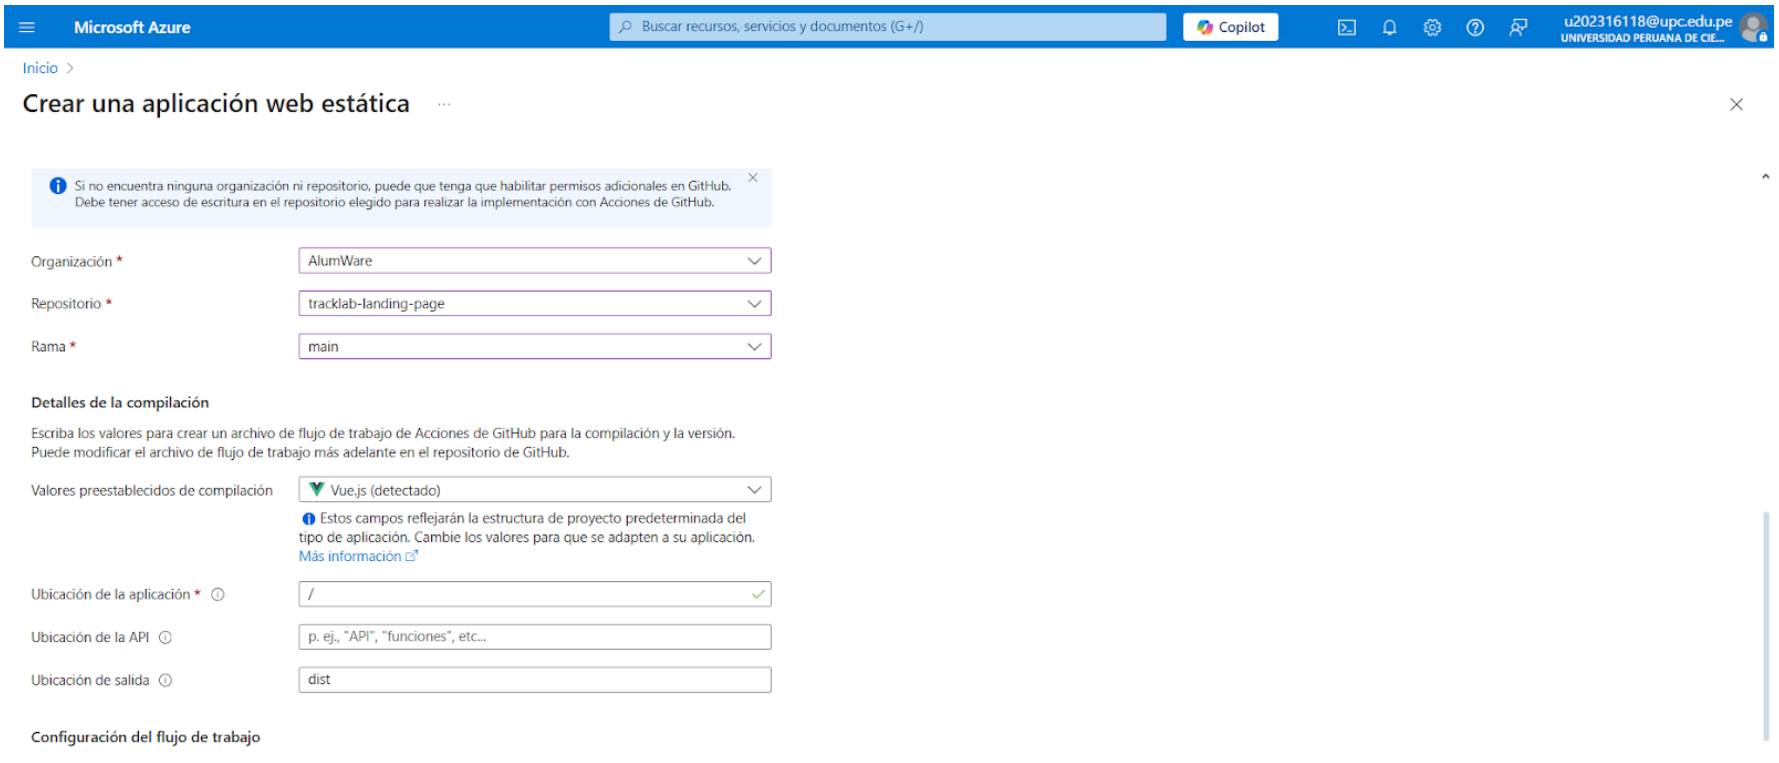 Microsoft Azure
Buscar recursos, servicios y documentos (G+/)
Copilot
u202316118@upc.edu.pe
UNIVERSIDAD PERUANA DE CIE...
Inicio >
Crear una aplicación web estática ...
Si no encuentra ninguna organización ni repositorio, puede que tenga que habilitar permisos adicionales en GitHub.
Debe tener acceso de escritura en el repositorio elegido para realizar la implementación con Acciones de GitHub.
Organización *
AlumWare
Repositorio *
tracklab-landing-page
Rama *
main
Detalles de la compilación
Escriba los valores para crear un archivo de flujo de trabajo de Acciones de GitHub para la compilación y la versión.
Puede modificar el archivo de flujo de trabajo más adelante en el repositorio de GitHub.
Valores preestablecidos de compilación
Vue.js (detectado)
Estos campos reflejarán la estructura de proyecto predeterminada del
tipo de aplicación. Cambie los valores para que se adapten a su aplicación.
Más información
Ubicación de la aplicación *
/
Ubicación de la API
p. ej., "API", "funciones", etc...
Ubicación de salida
dist
Configuración del flujo de trabajo